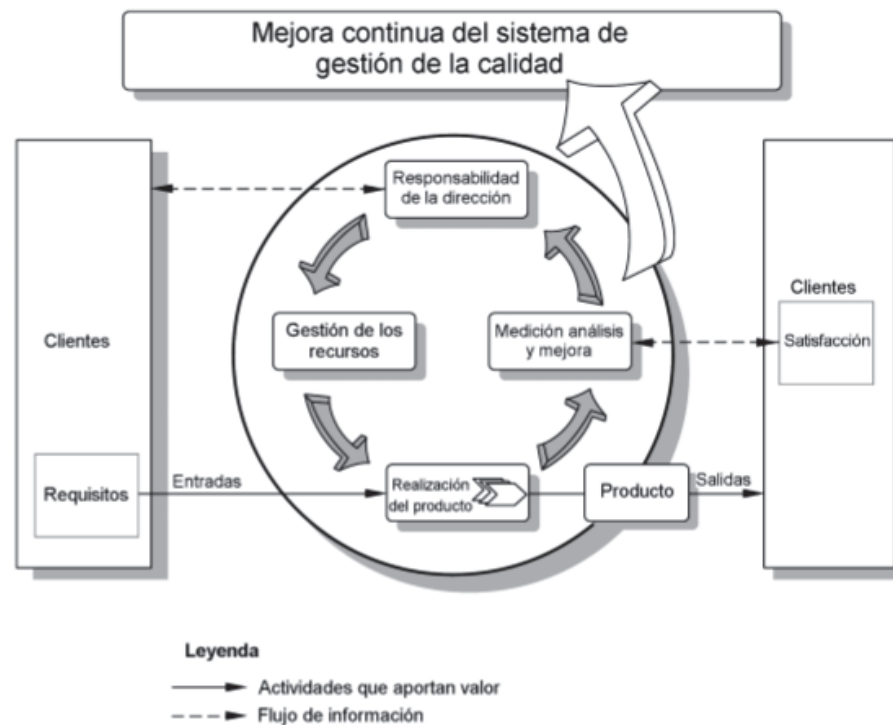 Mejora continua del sistema de
gestión de la calidad
Responsabilidad
de la dirección
Clientes
Gestión de los
recursos
Medición análisis
y mejora
Clientes
Satisfacción
Requisitos
Entradas
Realización
del producto
Producto
Salidas
Leyenda
Actividades que aportan valor
Flujo de información